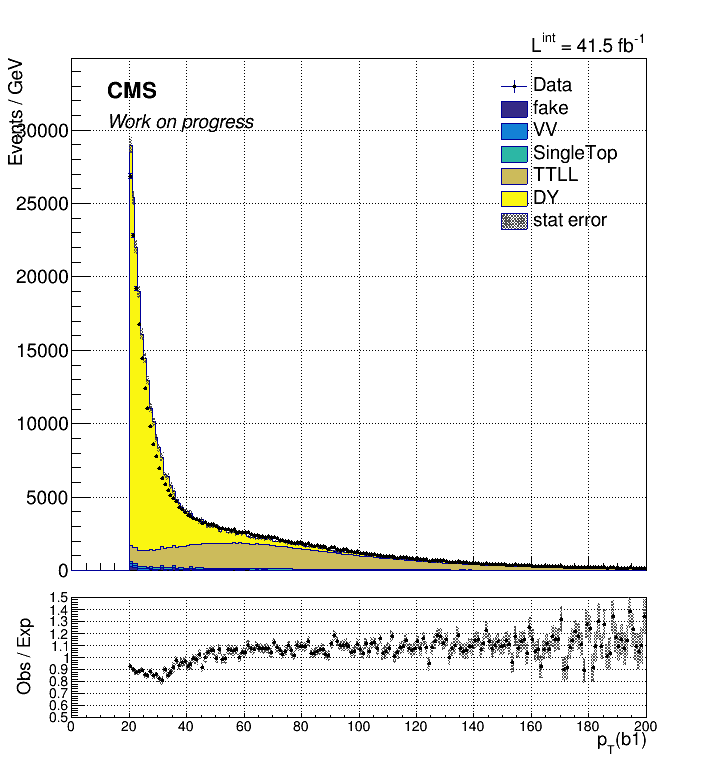 L^int = 41.5 fb^-1
Events / GeV
CMS
Work on progress
Data
fake
VV
SingleTop
TTLL
DY
stat error
30000
25000
20000
15000
10000
5000
0
Obs / Exp
1.5
1.4
1.3
1.2
1.1
1
0.9
0.8
0.7
0.6
0.5
0 20 40 60 80 100 120 140 160 180 200
p_T(b1)